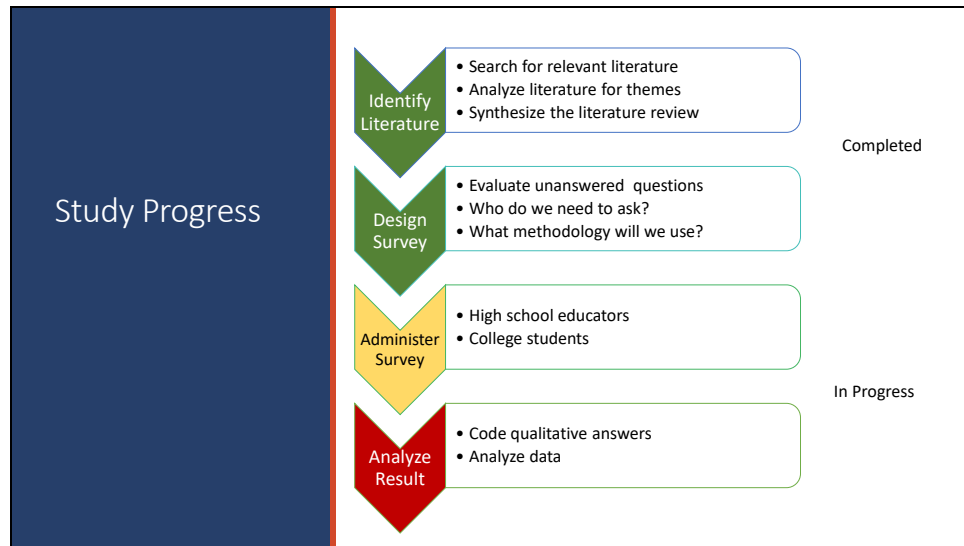 Study Progress
Identify
Literature
• Search for relevant literature
• Analyze literature for themes
• Synthesize the literature review
Completed
Design
Survey
• Evaluate unanswered  questions
• Who do we need to ask?
• What methodology will we use?
Administer
Survey
• High school educators
• College students
In Progress
Analyze
Result
• Code qualitative answers
• Analyze data